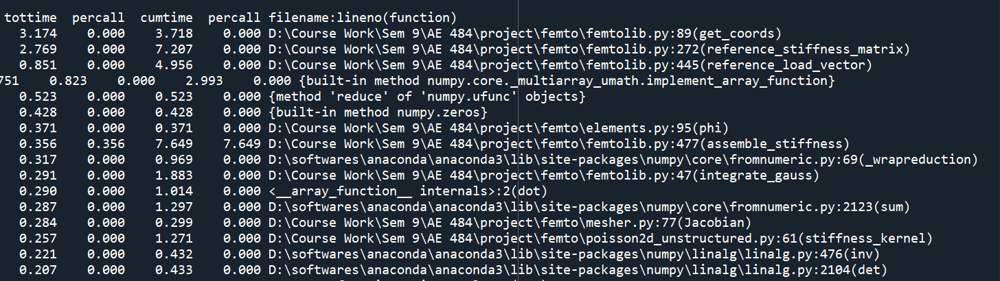 tottime percall cumtime percall filename:lineno(function)
3.174 0.000 3.718 0.000 D:\Course Work\Sem 9\AE 484\project\femto\femtolib.py:89(get_coords)
2.769 0.000 7.207 0.000 D:\Course Work\Sem 9\AE 484\project\femto\femtolib.py:272(reference_stiffness_matrix)
0.851 0.000 4.956 0.000 D:\Course Work\Sem 9\AE 484\project\femto\femtolib.py:445(reference_load_vector)
751 0.823 0.000 2.993 0.000 {built-in method numpy.core._multiarray_umath.implement_array_function}
0.523 0.000 0.523 0.000 {method 'reduce' of 'numpy.ufunc' objects}
0.428 0.000 0.428 0.000 {built-in method numpy.zeros}
0.371 0.000 0.371 0.000 D:\Course Work\Sem 9\AE 484\project\femto\elements.py:95(phi)
0.356 0.356 7.649 7.649 D:\Course Work\Sem 9\AE 484\project\femto\femtolib.py:477(assemble_stiffness)
0.317 0.000 0.969 0.000 D:\softwares\anaconda\anaconda3\lib\site-packages\numpy\core\fromnumeric.py:69(_wrapreduction)
0.291 0.000 1.883 0.000 D:\Course Work\Sem 9\AE 484\project\femto\femtolib.py:47(integrate_gauss)
0.290 0.000 1.014 0.000 <__array_function__ internals>:2(dot)
0.287 0.000 1.297 0.000 D:\softwares\anaconda\anaconda3\lib\site-packages\numpy\core\fromnumeric.py:2123(sum)
0.284 0.000 0.299 0.000 D:\Course Work\Sem 9\AE 484\project\femto\mesher.py:77(Jacobian)
0.257 0.000 1.271 0.000 D:\Course Work\Sem 9\AE 484\project\femto\poisson2d_unstructured.py:61(stiffness_kernel)
0.221 0.000 0.432 0.000 D:\softwares\anaconda\anaconda3\lib\site-packages\numpy\linalg\linalg.py:476(inv)
0.207 0.000 0.433 0.000 D:\softwares\anaconda\anaconda3\lib\site-packages\numpy\linalg\linalg.py:2104(det)